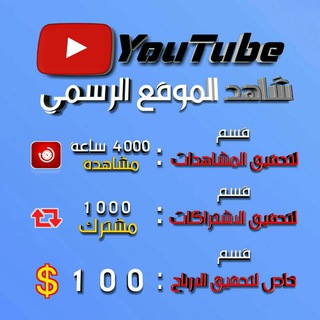 YouTube
شاهد الموقع الرسمي
قسم
لتحقيق المشاهدات : 4000 ساعه
مشاهده
قسم
لتحقيق الاشتراكات : 1000
مشترك
قسم
خاص لتحقيق الارباح : 100 $